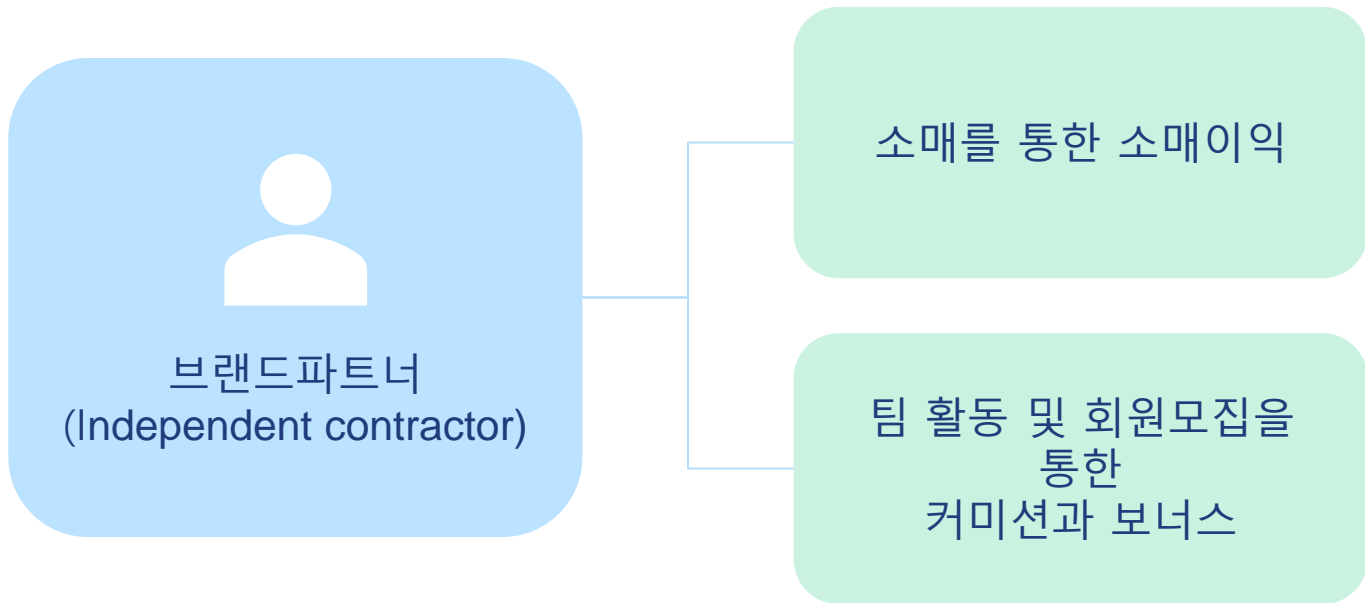 브랜드파트너
(Independent contractor)
소매를 통한 소매이익
팀 활동 및 회원모집을
통한
커미션과 보너스